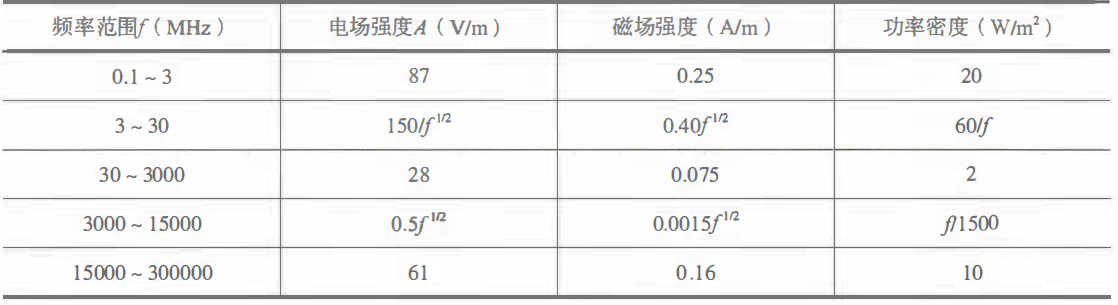 频率范围f（MHz） 电场强度A（V/m） 磁场强度（A/m） 功率密度（W/m²）
0.1~3 87 0.25 20
3~30 150/f^1/2 0.40f^1/2 60/f
30~3000 28 0.075 2
3000~15000 0.5f^1/2 0.0015f^1/2 f/1500
15000~300000 61 0.16 10